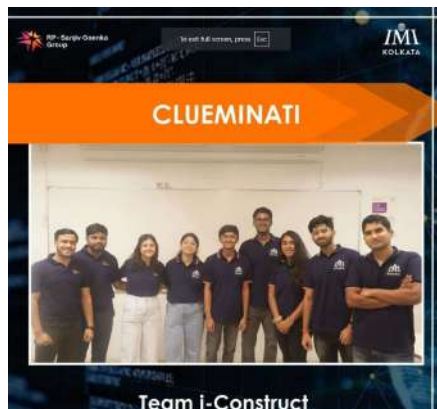 RP-Sanjiv Goenka
Group
To exit full screen, press Esc
IMI
KOLKATA
CLUEMINATI
Team i-Construct